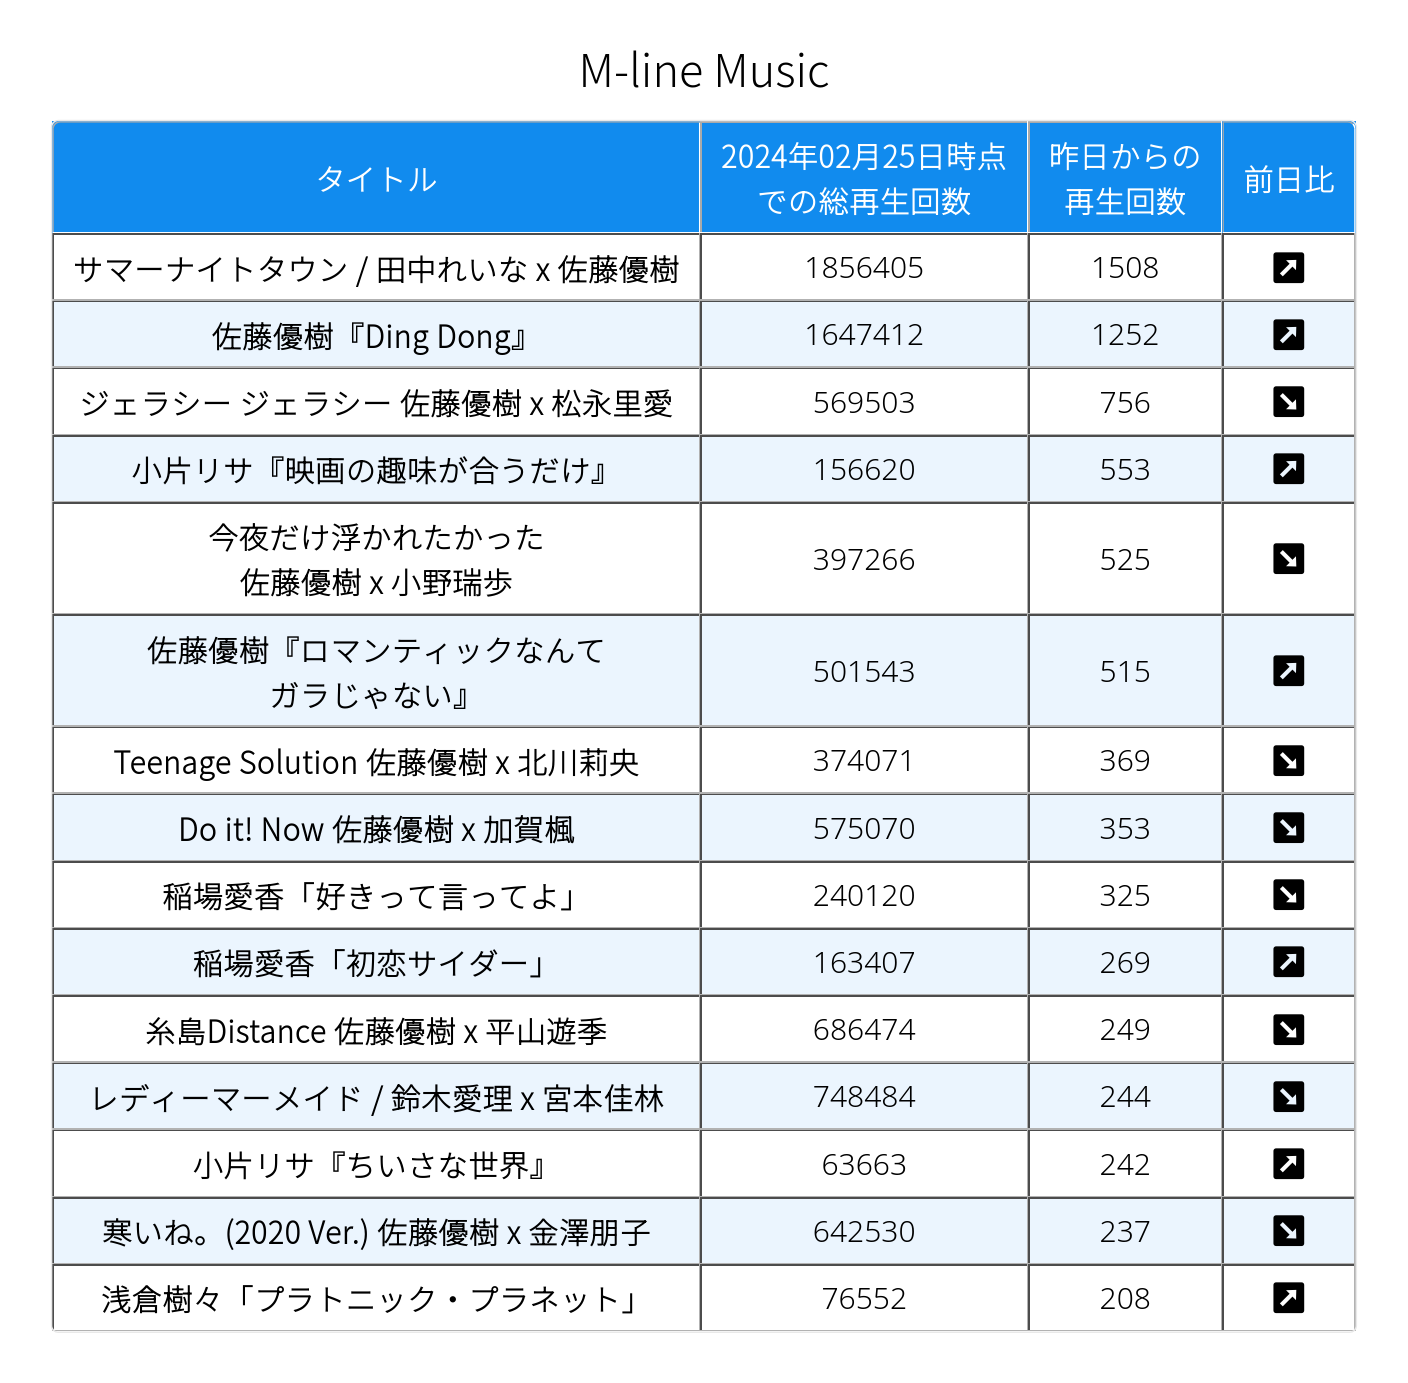 M-line Music
タイトル 2024年02月25日時点 昨日からの 前日比
での総再生回数 再生回数
サマーナイトタウン / 田中れいな x 佐藤優樹 1856405 1508 ↗
佐藤優樹『Ding Dong』 1647412 1252 ↗
ジェラシー ジェラシー 佐藤優樹 x 松永里愛 569503 756 ↘
小片リサ『映画の趣味が合うだけ』 156620 553 ↗
今夜だけ浮かれたかった
佐藤優樹 x 小野瑞歩 397266 525 ↘
佐藤優樹『ロマンティックなんて
ガラじゃない』 501543 515 ↗
Teenage Solution 佐藤優樹 x 北川莉央 374071 369 ↘
Do it! Now 佐藤優樹 x 加賀楓 575070 353 ↘
稲場愛香「好きって言ってよ」 240120 325 ↘
稲場愛香「初恋サイダー」 163407 269 ↗
糸島Distance 佐藤優樹 x 平山遊季 686474 249 ↘
レディーマーメイド / 鈴木愛理 x 宮本佳林 748484 244 ↘
小片リサ『ちいさな世界』 63663 242 ↗
寒いね。(2020 Ver.) 佐藤優樹 x 金澤朋子 642530 237 ↘
浅倉樹々「プラトニック・プラネット」 76552 208 ↗